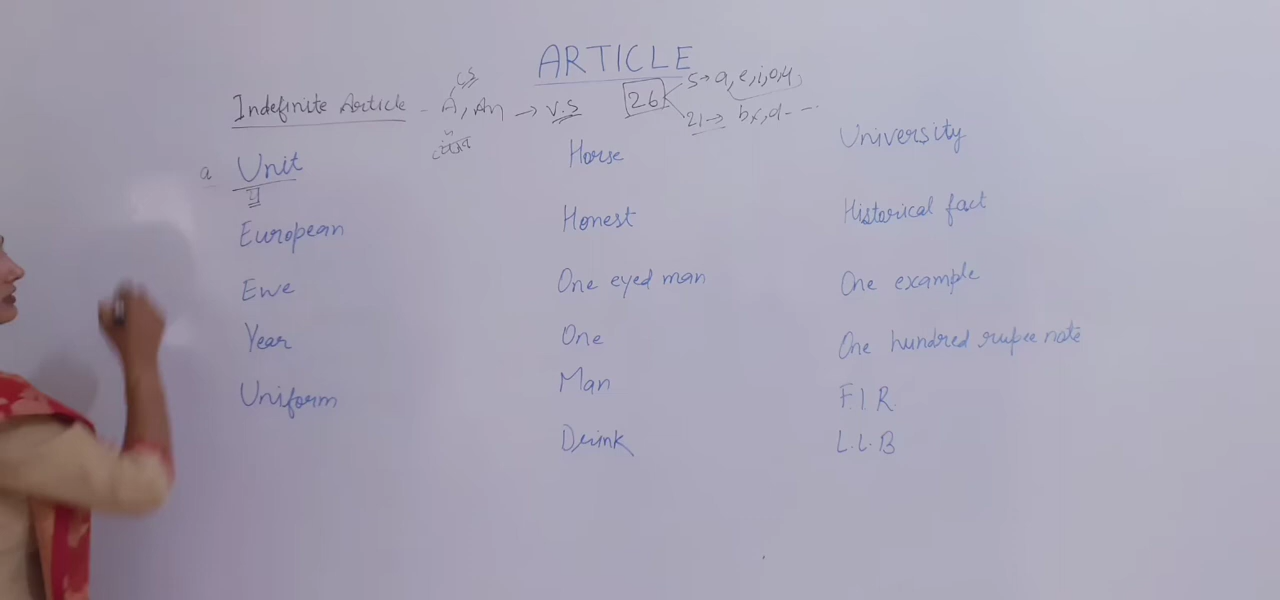 ARTICLE
C.S
Indefinite Article - A, An → V.S
26
5 → a, e, i, o, u
21 → b, c, d - - -
a Unit
y
European
Ewe
Year
Uniform
Horse
Honest
One eyed man
One
Man
Drink
University
Historical fact
One example
One hundred rupee note
F.I.R.
L.L.B